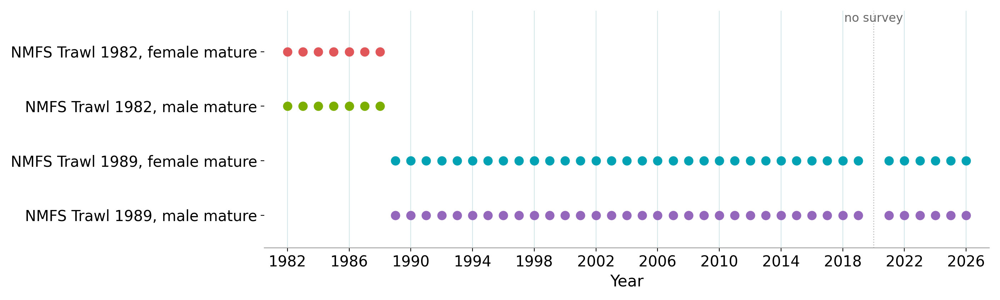 no survey
NMFS Trawl 1982, female mature
NMFS Trawl 1982, male mature
NMFS Trawl 1989, female mature
NMFS Trawl 1989, male mature
1982 1986 1990 1994 1998 2002 2006 2010 2014 2018 2022 2026
Year